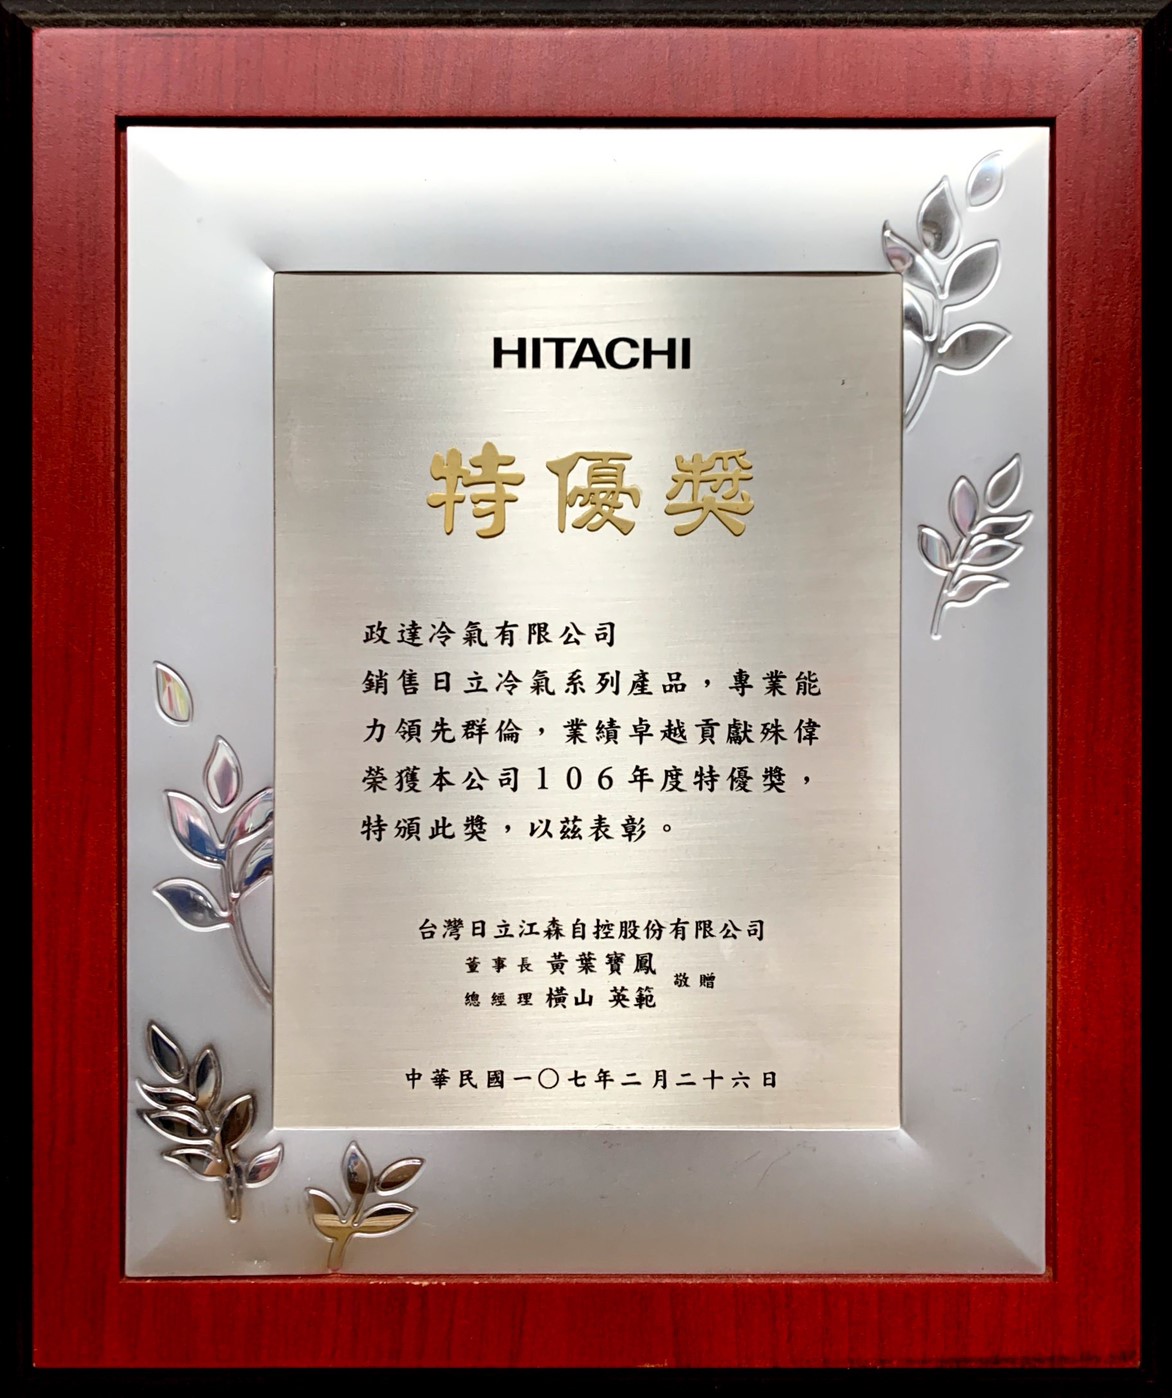 HITACHI
特優獎
政達冷氣有限公司
銷售日立冷氣系列產品，專業能
力領先群倫，業績卓越貢獻殊偉
榮獲本公司106年度特優獎，
特頒此獎，以茲表彰。
台灣日立江森自控股份有限公司
董事長 黃葉寶鳳
敬贈
總經理 橫山 英範
中華民國一〇七年二月二十六日